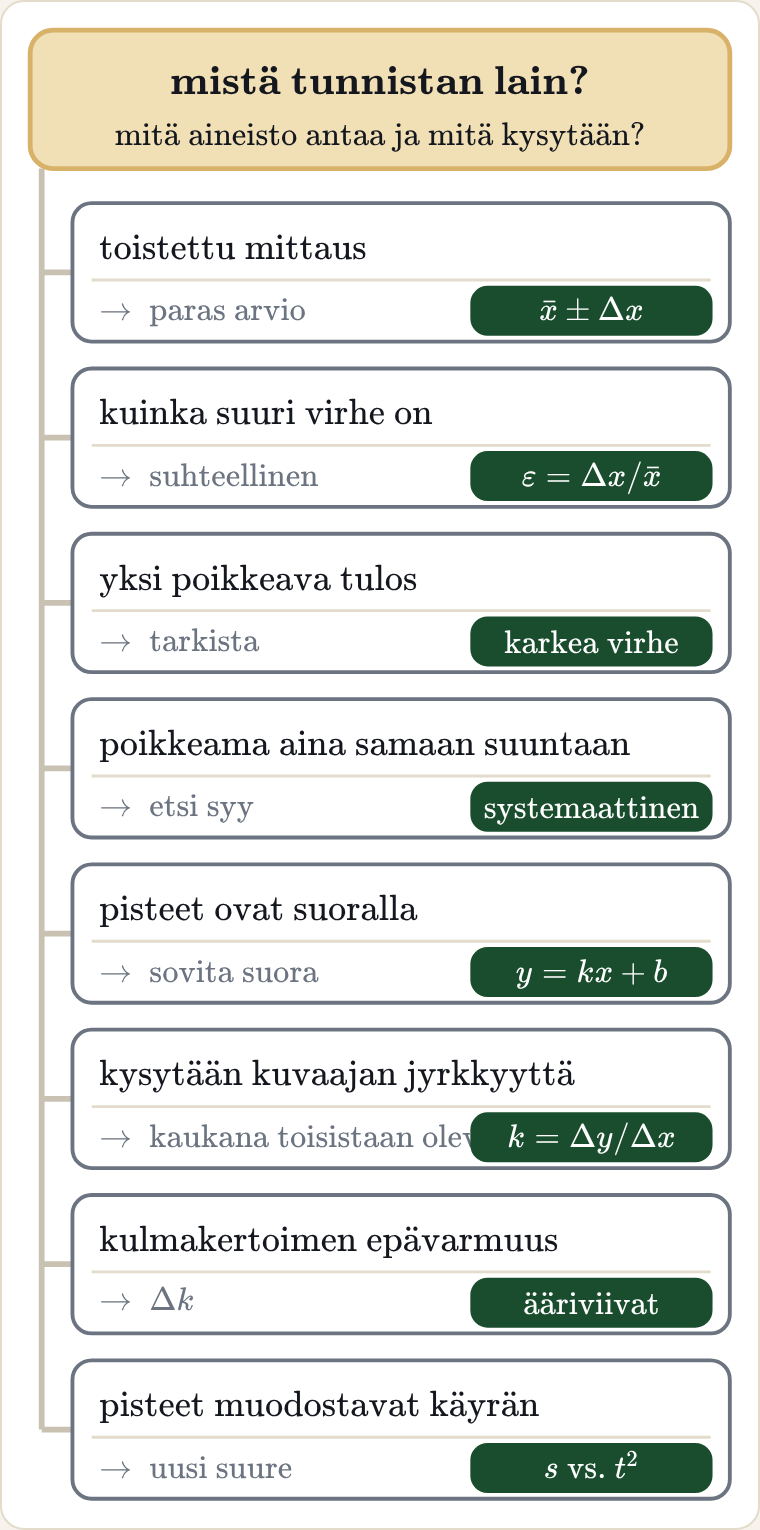 mistä tunnistan lain?
mitä aineisto antaa ja mitä kysytään?
toistettu mittaus
→ paras arvio x̄ ± Δx
kuinka suuri virhe on
→ suhteellinen ε = Δx/x̄
yksi poikkeava tulos
→ tarkista karkea virhe
poikkeama aina samaan suuntaan
→ etsi syy systemaattinen
pisteet ovat suoralla
→ sovita suora y = kx + b
kysytään kuvaajan jyrkkyyttä
→ kaukana toisistaan k = Δy/Δx
kulmakertoimen epävarmuus
→ Δk ääriviivat
pisteet muodostavat käyrän
→ uusi suure s vs. t²